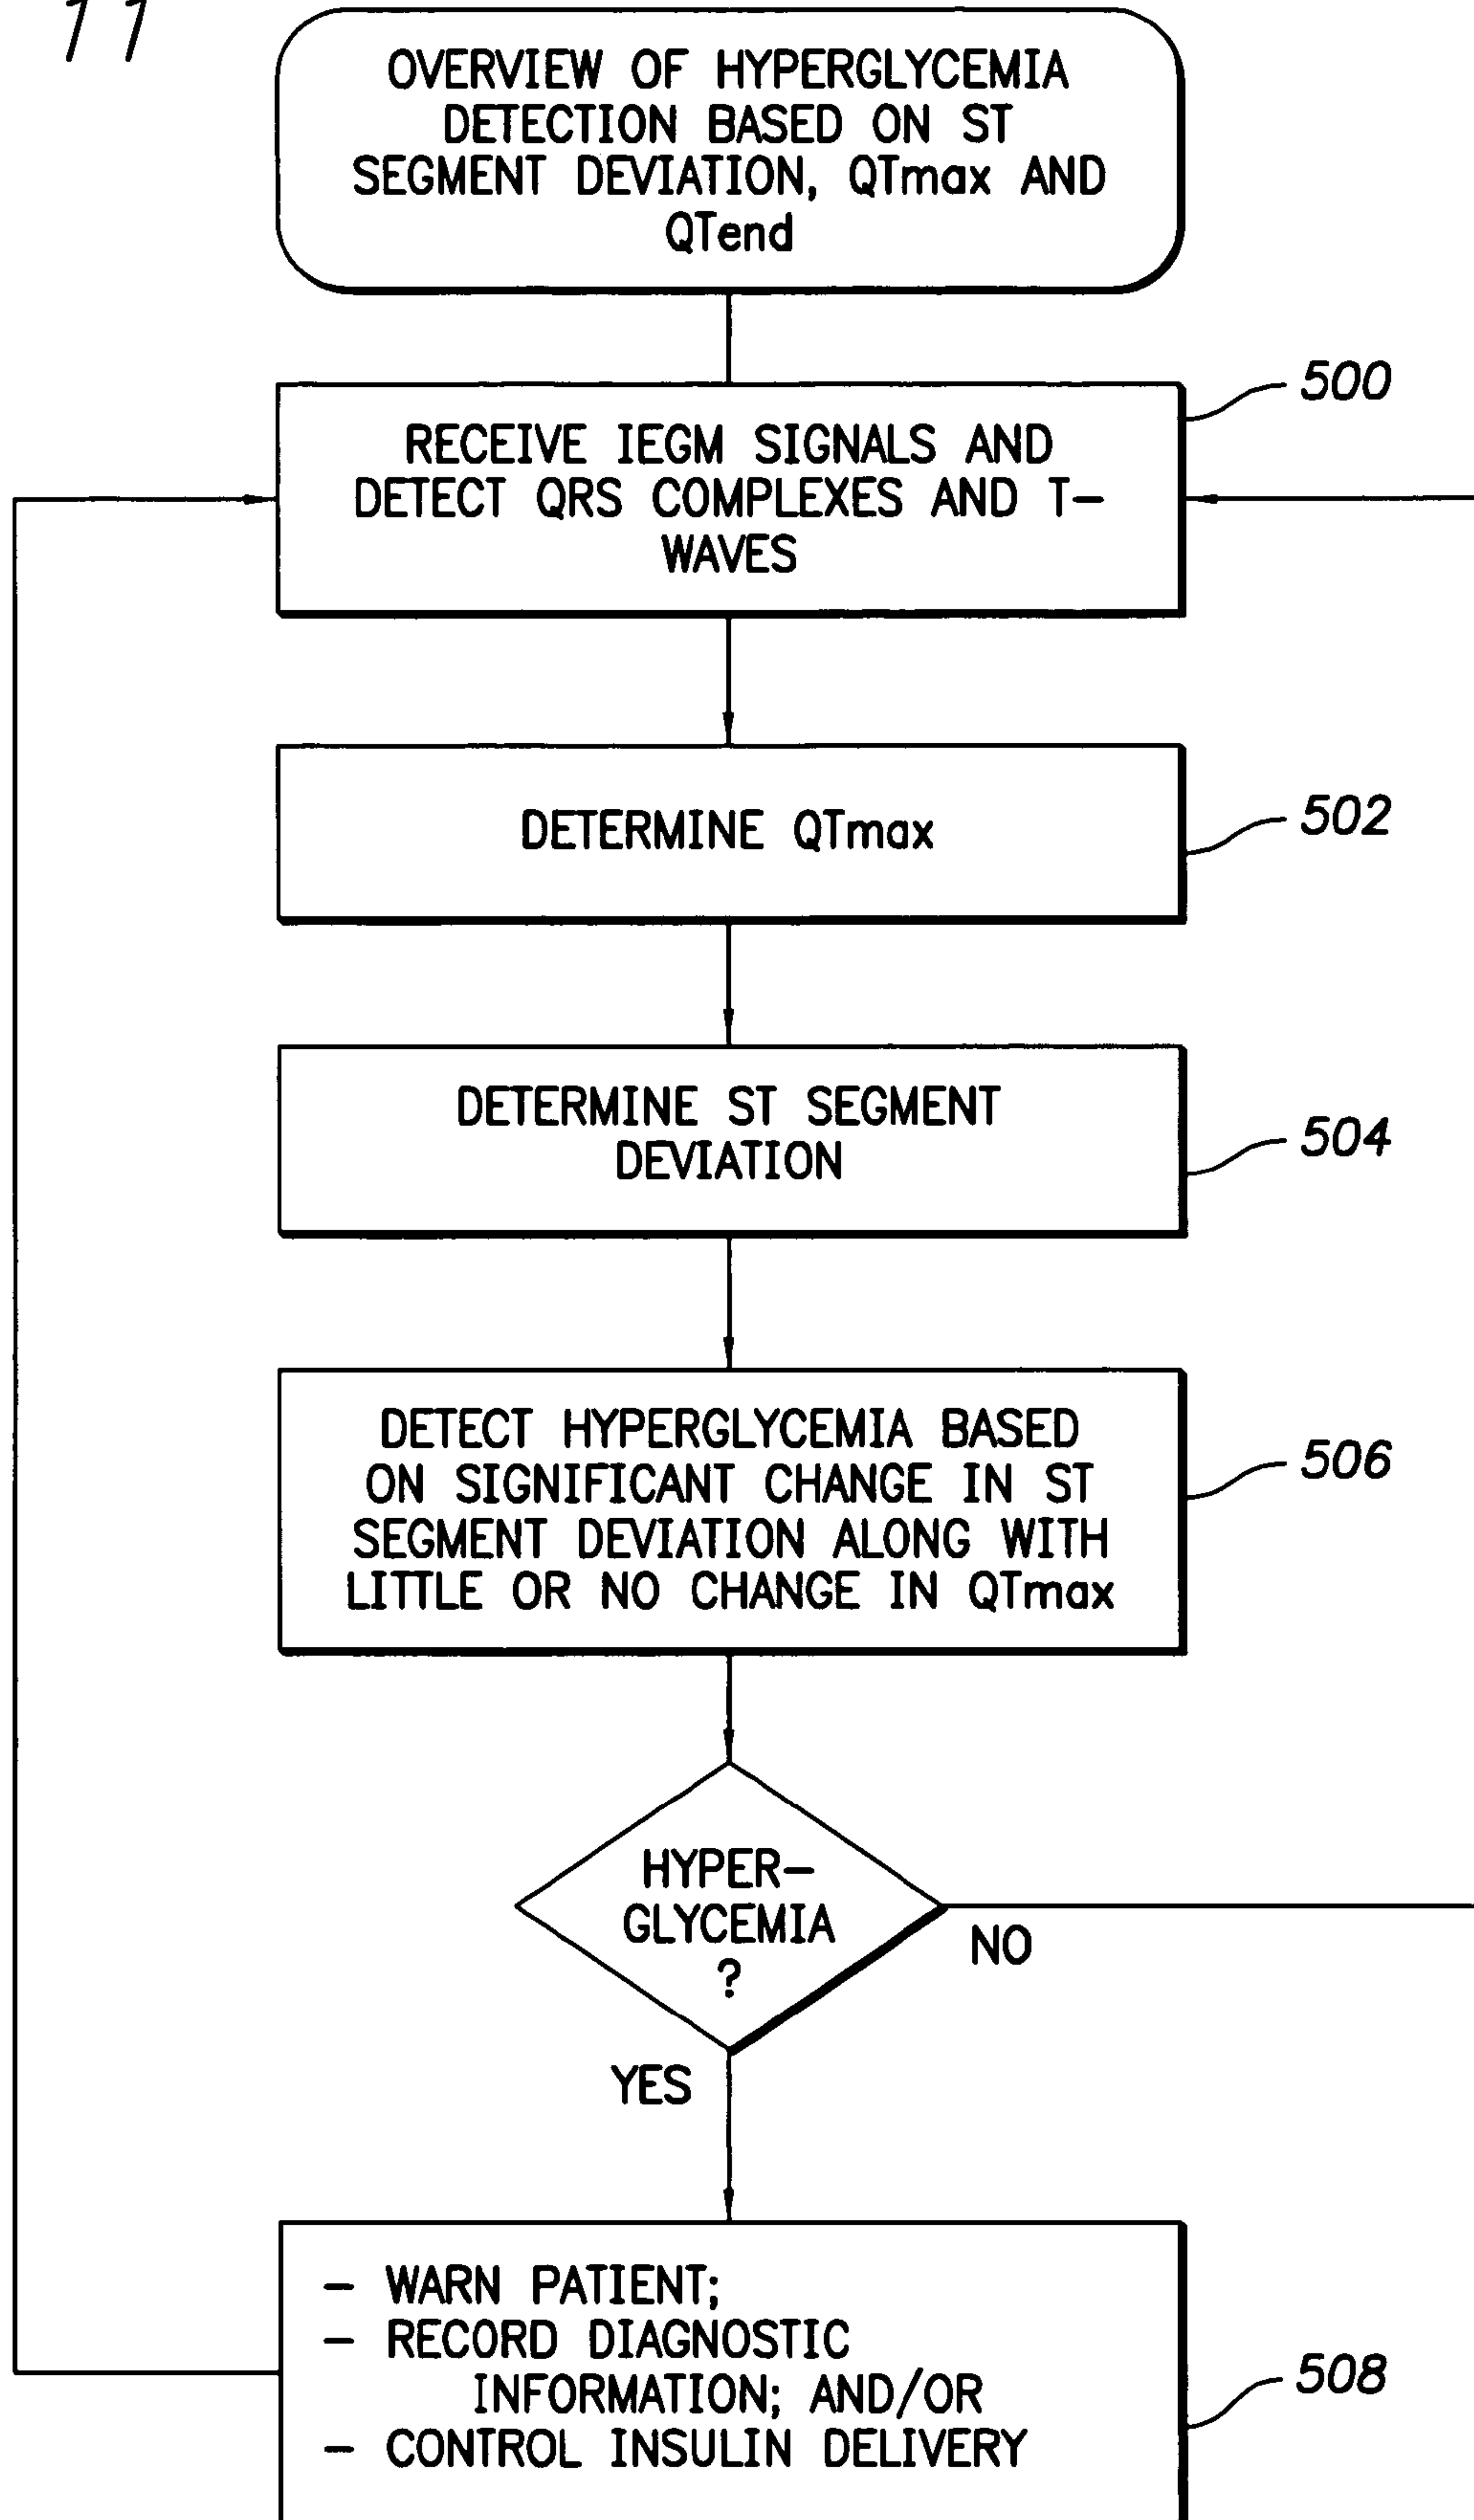 11
OVERVIEW OF HYPERGLYCEMIA
DETECTION BASED ON ST
SEGMENT DEVIATION, QTmax AND
QTend
500
RECEIVE IEGM SIGNALS AND
DETECT QRS COMPLEXES AND T-
WAVES
DETERMINE QTmax
502
DETERMINE ST SEGMENT
DEVIATION
504
DETECT HYPERGLYCEMIA BASED
ON SIGNIFICANT CHANGE IN ST
SEGMENT DEVIATION ALONG WITH
LITTLE OR NO CHANGE IN QTmax
506
HYPER-
GLYCEMIA
?
NO
YES
- WARN PATIENT;
- RECORD DIAGNOSTIC
INFORMATION; AND/OR
- CONTROL INSULIN DELIVERY
508